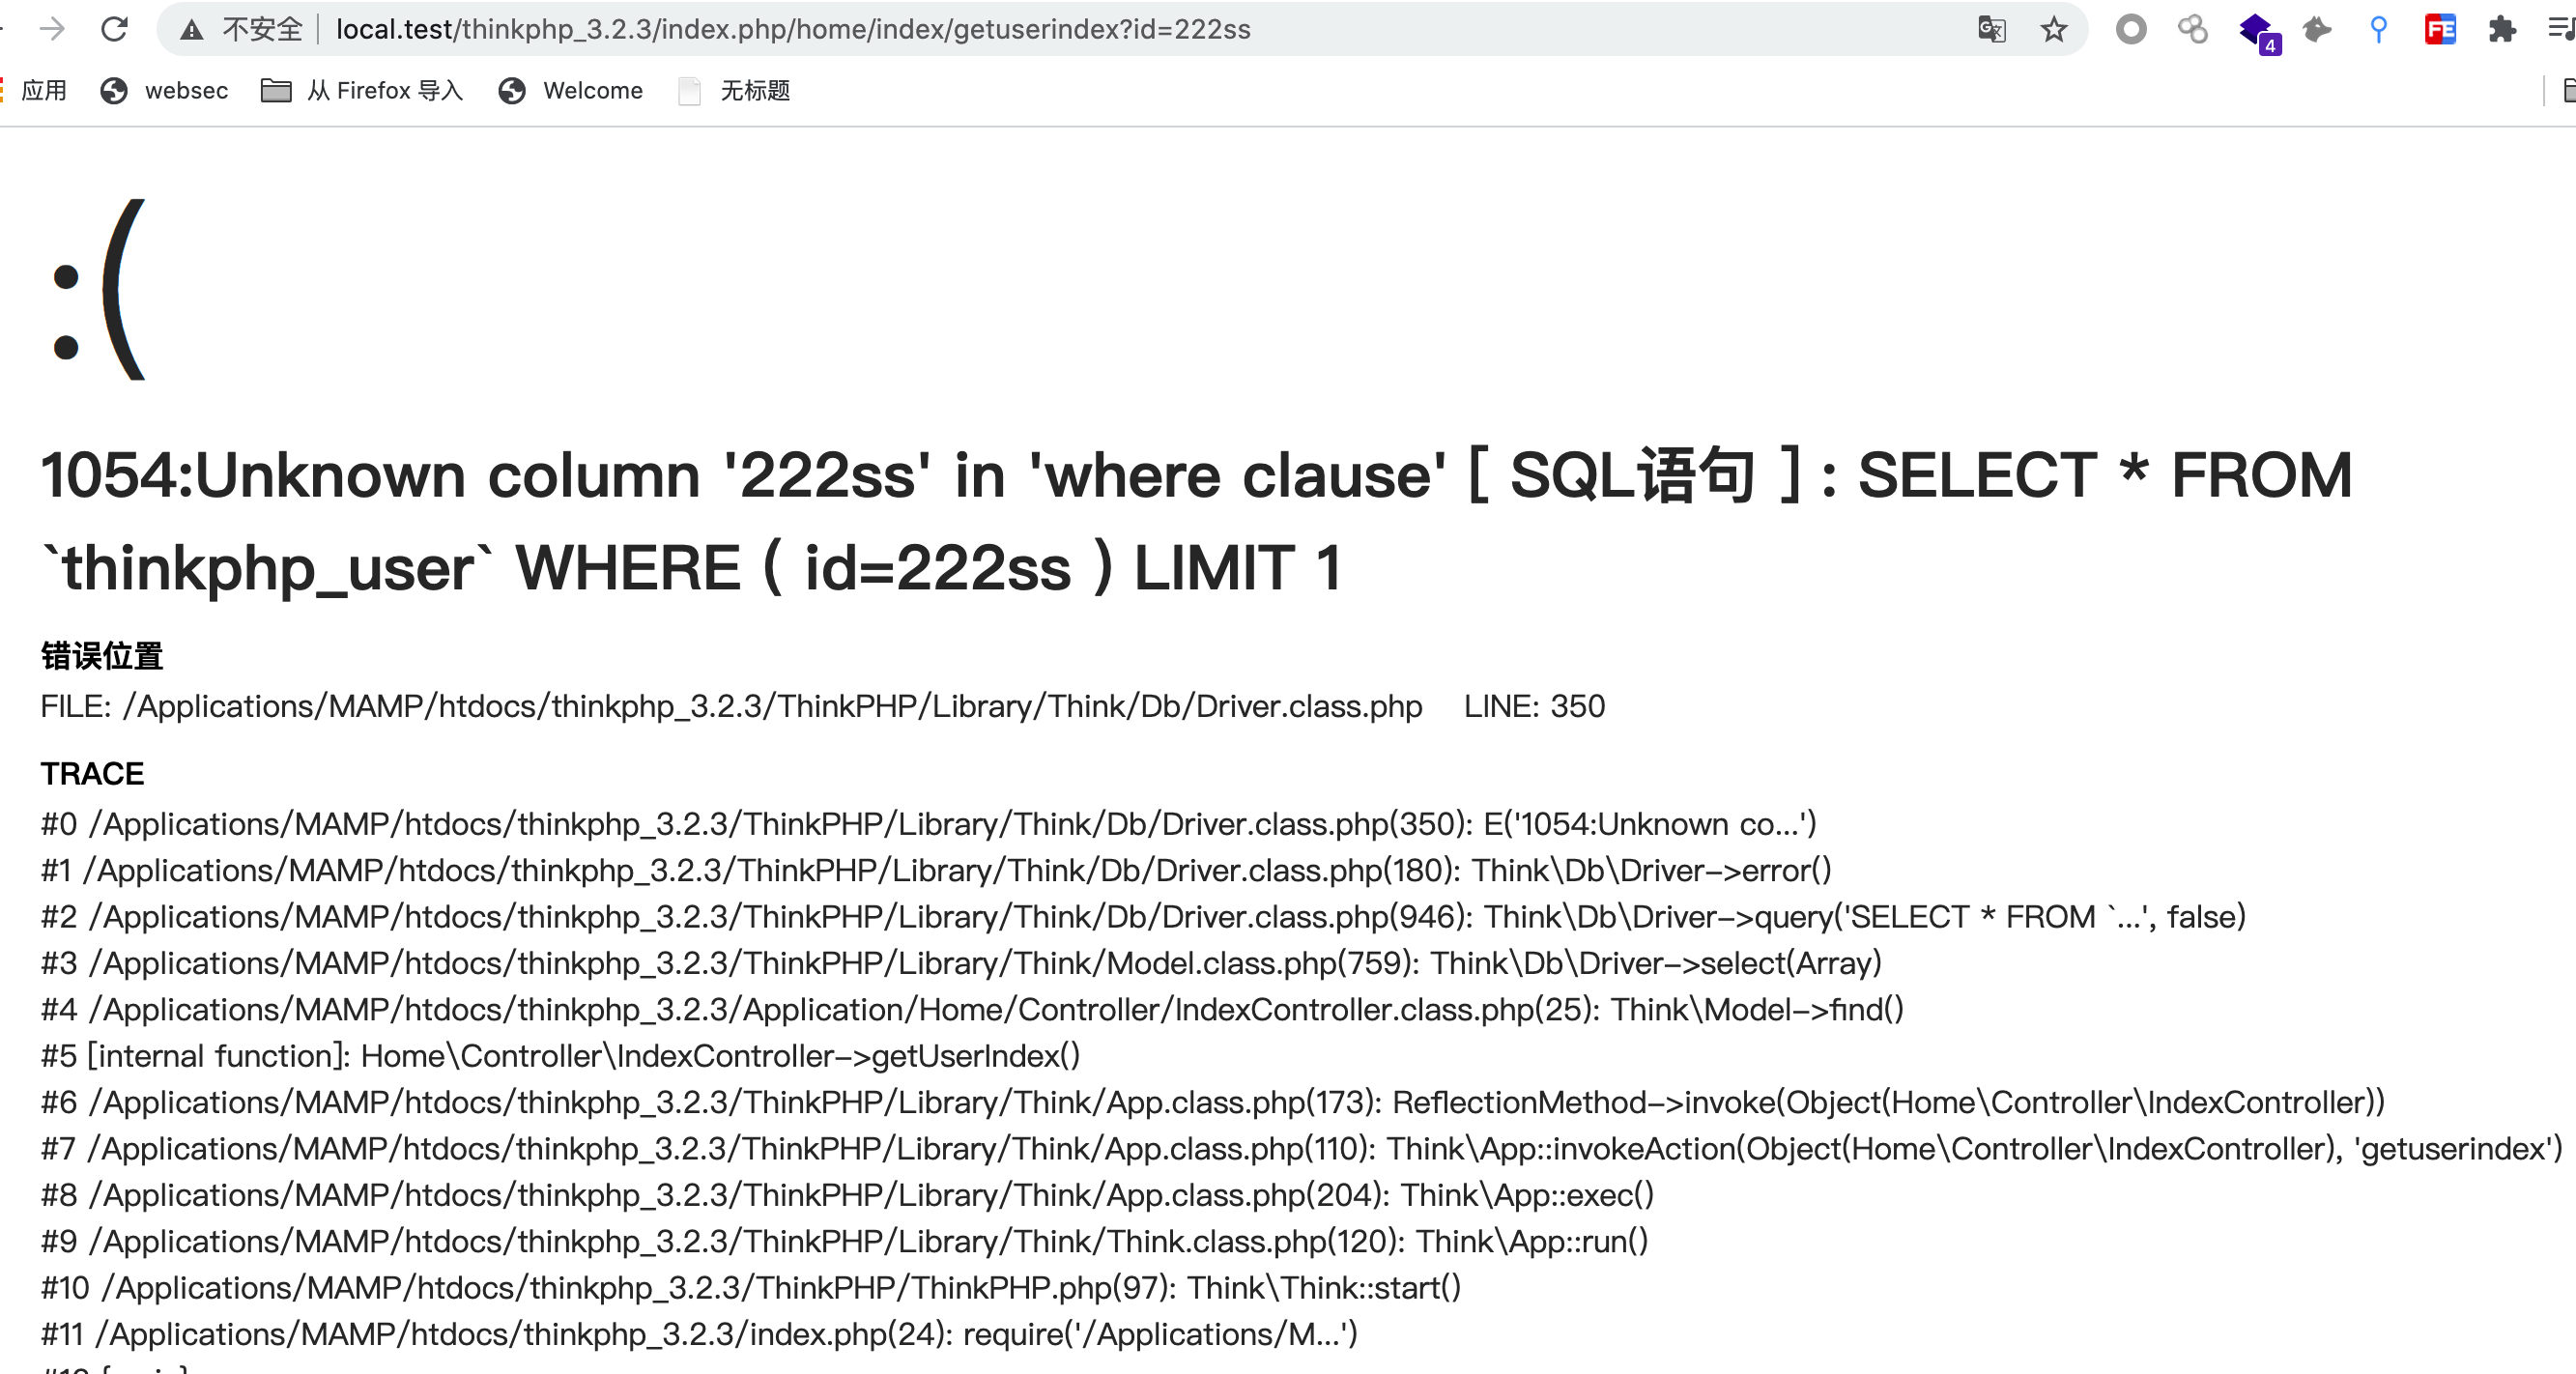 不安全 local.test/thinkphp_3.2.3/index.php/home/index/getuserindex?id=222ss
4 FE
应用 websec 从 Firefox 导入 Welcome 无标题
:(
1054:Unknown column '222ss' in 'where clause' [ SQL语句 ] : SELECT * FROM
`thinkphp_user` WHERE ( id=222ss ) LIMIT 1
错误位置
FILE: /Applications/MAMP/htdocs/thinkphp_3.2.3/ThinkPHP/Library/Think/Db/Driver.class.php LINE: 350
TRACE
#0 /Applications/MAMP/htdocs/thinkphp_3.2.3/ThinkPHP/Library/Think/Db/Driver.class.php(350): E('1054:Unknown co...')
#1 /Applications/MAMP/htdocs/thinkphp_3.2.3/ThinkPHP/Library/Think/Db/Driver.class.php(180): Think\Db\Driver->error()
#2 /Applications/MAMP/htdocs/thinkphp_3.2.3/ThinkPHP/Library/Think/Db/Driver.class.php(946): Think\Db\Driver->query('SELECT * FROM `...', false)
#3 /Applications/MAMP/htdocs/thinkphp_3.2.3/ThinkPHP/Library/Think/Model.class.php(759): Think\Db\Driver->select(Array)
#4 /Applications/MAMP/htdocs/thinkphp_3.2.3/Application/Home/Controller/IndexController.class.php(25): Think\Model->find()
#5 [internal function]: Home\Controller\IndexController->getUserIndex()
#6 /Applications/MAMP/htdocs/thinkphp_3.2.3/ThinkPHP/Library/Think/App.class.php(173): ReflectionMethod->invoke(Object(Home\Controller\IndexController))
#7 /Applications/MAMP/htdocs/thinkphp_3.2.3/ThinkPHP/Library/Think/App.class.php(110): Think\App::invokeAction(Object(Home\Controller\IndexController), 'getuserindex')
#8 /Applications/MAMP/htdocs/thinkphp_3.2.3/ThinkPHP/Library/Think/App.class.php(204): Think\App::exec()
#9 /Applications/MAMP/htdocs/thinkphp_3.2.3/ThinkPHP/Library/Think/Think.class.php(120): Think\App::run()
#10 /Applications/MAMP/htdocs/thinkphp_3.2.3/ThinkPHP/ThinkPHP.php(97): Think\Think::start()
#11 /Applications/MAMP/htdocs/thinkphp_3.2.3/index.php(24): require('/Applications/M...')